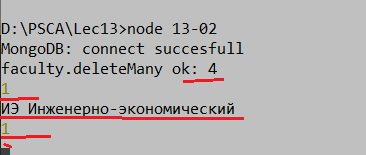 D:\PSCA\Lec13>node 13-02
MongoDB: connect succesfull
faculty.deleteMany ok: 4
1
ИЭ Инженерно-экономический
1